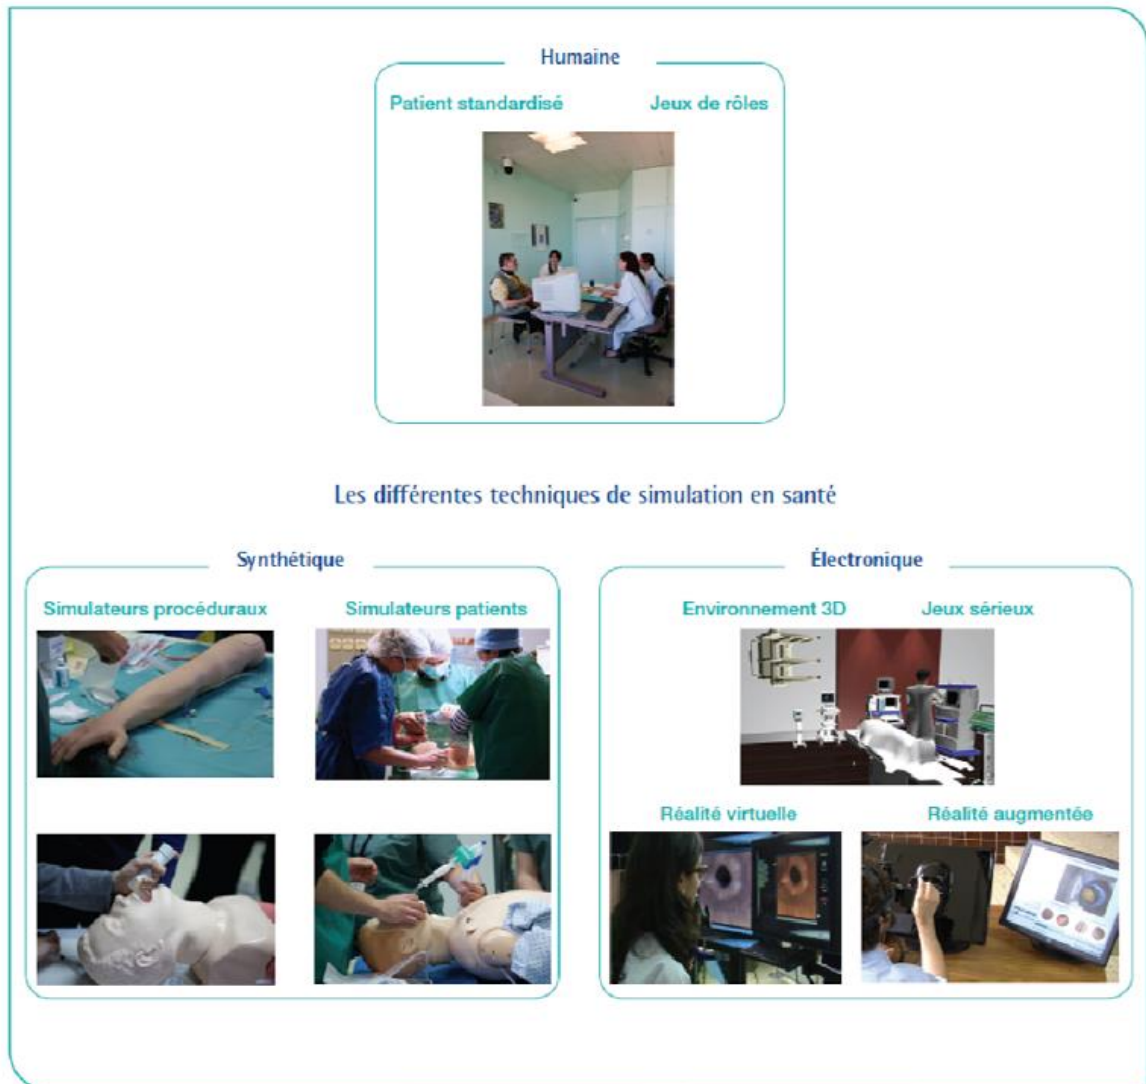 Humaine
Patient standardisé Jeux de rôles
Les différentes techniques de simulation en santé
Synthétique
Simulateurs procéduraux Simulateurs patients
Électronique
Environnement 3D Jeux sérieux
Réalité virtuelle Réalité augmentée